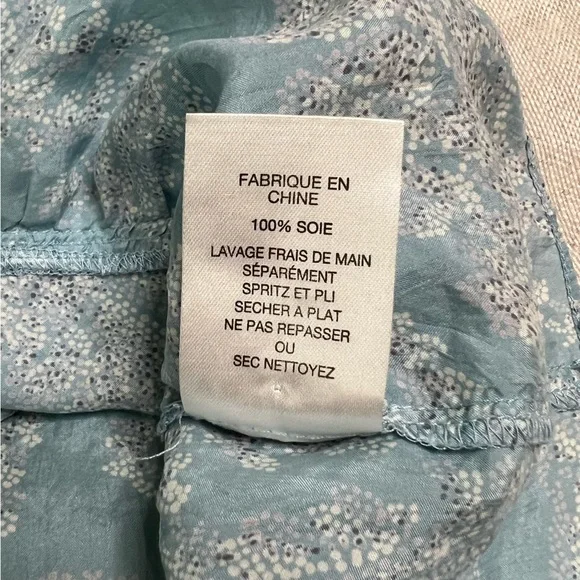 FABRIQUE EN
CHINE
100% SOIE
LAVAGE FRAIS DE MAIN
SÉPARÉMENT
SPRITZ ET PLI
SECHER A PLAT
NE PAS REPASSER
OU
SEC NETTOYEZ